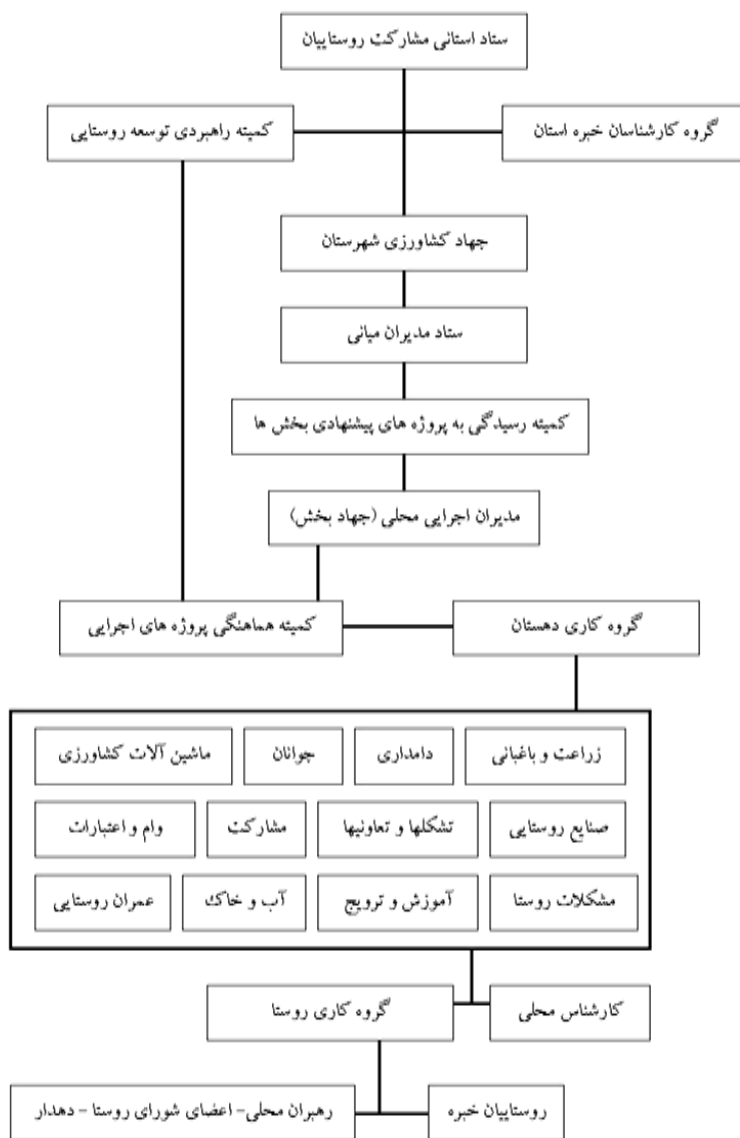 ستاد استانی مشارکت روستاییان
گروه کارشناسان خبره استان
کمیته راهبردی توسعه روستایی
جهاد کشاورزی شهرستان
ستاد مدیران میانی
کمیته رسیدگی به پروژه های پیشنهادی بخش ها
مدیران اجرایی محلی (جهاد بخش)
گروه کاری دهستان
کمیته هماهنگی پروژه های اجرایی
زراعت و باغبانی
دامداری
جوانان
ماشین آلات کشاورزی
صنایع روستایی
تشکلها و تعاونیها
مشارکت
وام و اعتبارات
مشکلات روستا
آموزش و ترویج
آب و خاک
عمران روستایی
کارشناس محلی
گروه کاری روستا
روستاییان خبره
رهبران محلی- اعضای شورای روستا - دهدار